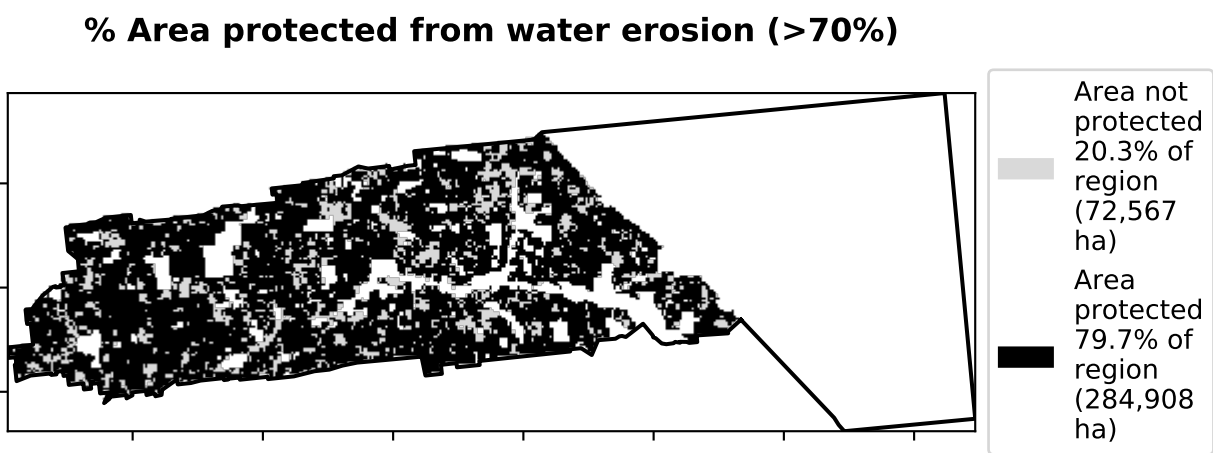 % Area protected from water erosion (>70%)
Area not
protected
20.3% of
region
(72,567
ha)
Area
protected
79.7% of
region
(284,908
ha)